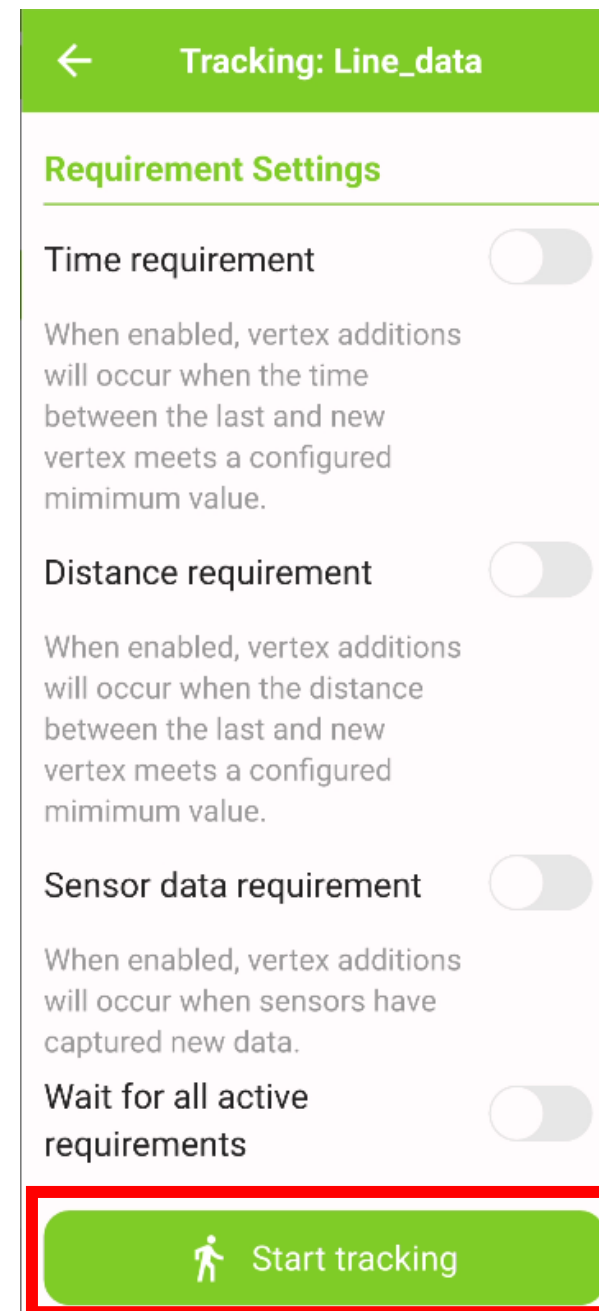 Tracking: Line_data
Requirement Settings
Time requirement
When enabled, vertex additions
will occur when the time
between the last and new
vertex meets a configured
mimimum value.
Distance requirement
When enabled, vertex additions
will occur when the distance
between the last and new
vertex meets a configured
mimimum value.
Sensor data requirement
When enabled, vertex additions
will occur when sensors have
captured new data.
Wait for all active
requirements
Start tracking